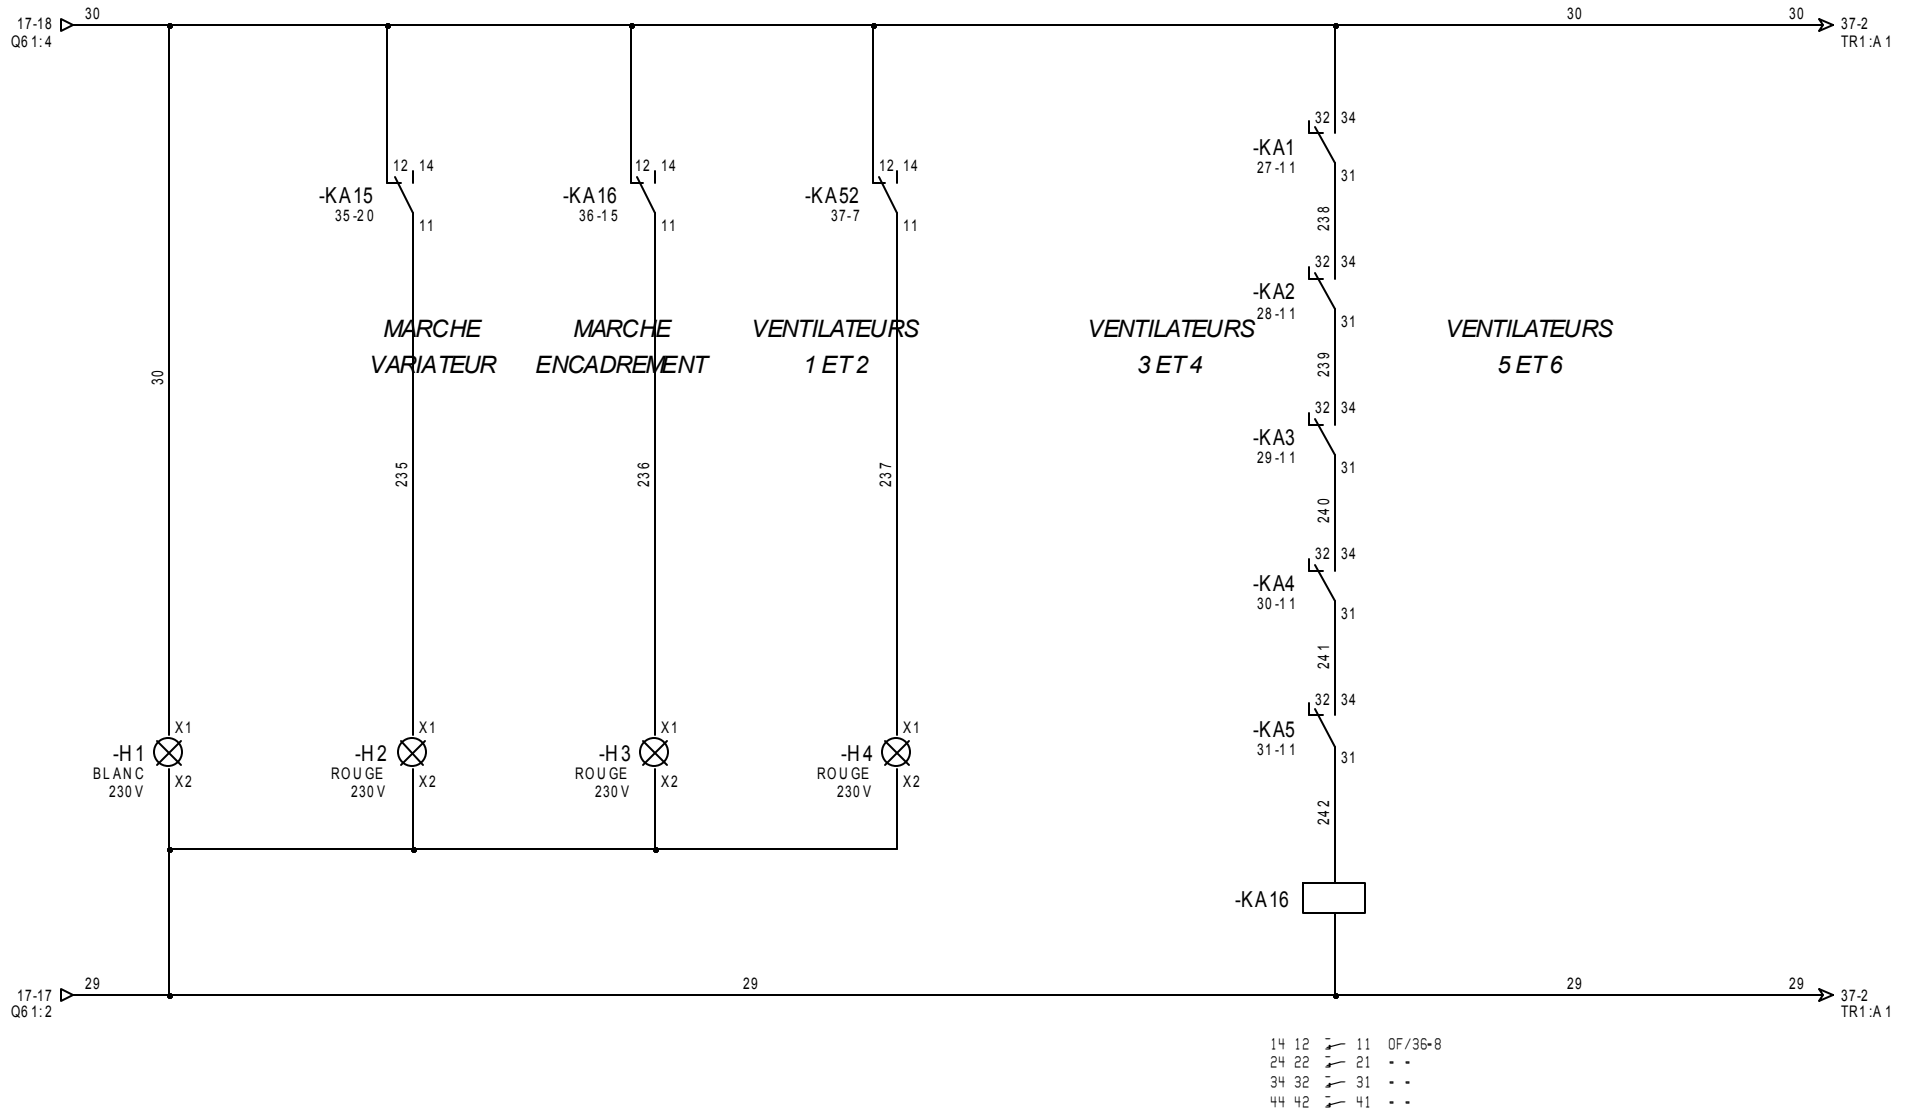 30
30
30
17-18
Q61:4
37-2
TR1:A1
32 34
-KA1
27-11
31
238
12 14
-KA15
35-20
11
12 14
-KA16
36-15
11
12 14
-KA52
37-7
11
32 34
-KA2
28-11
31
239
MARCHE
VARIATEUR
MARCHE
ENCADREMENT
VENTILATEURS
1 ET 2
VENTILATEURS
3 ET 4
VENTILATEURS
5 ET 6
30
235
236
237
32 34
-KA3
29-11
31
240
32 34
-KA4
30-11
31
241
32 34
-KA5
31-11
31
242
X1
-H1
BLANC
230V
X2
X1
-H2
ROUGE
230V
X2
X1
-H3
ROUGE
230V
X2
X1
-H4
ROUGE
230V
X2
-KA16
29
29
29
29
17-17
Q61:2
37-2
TR1:A1
14 12 11 OF/36-8
24 22 21 - -
34 32 31 - -
44 42 41 - -